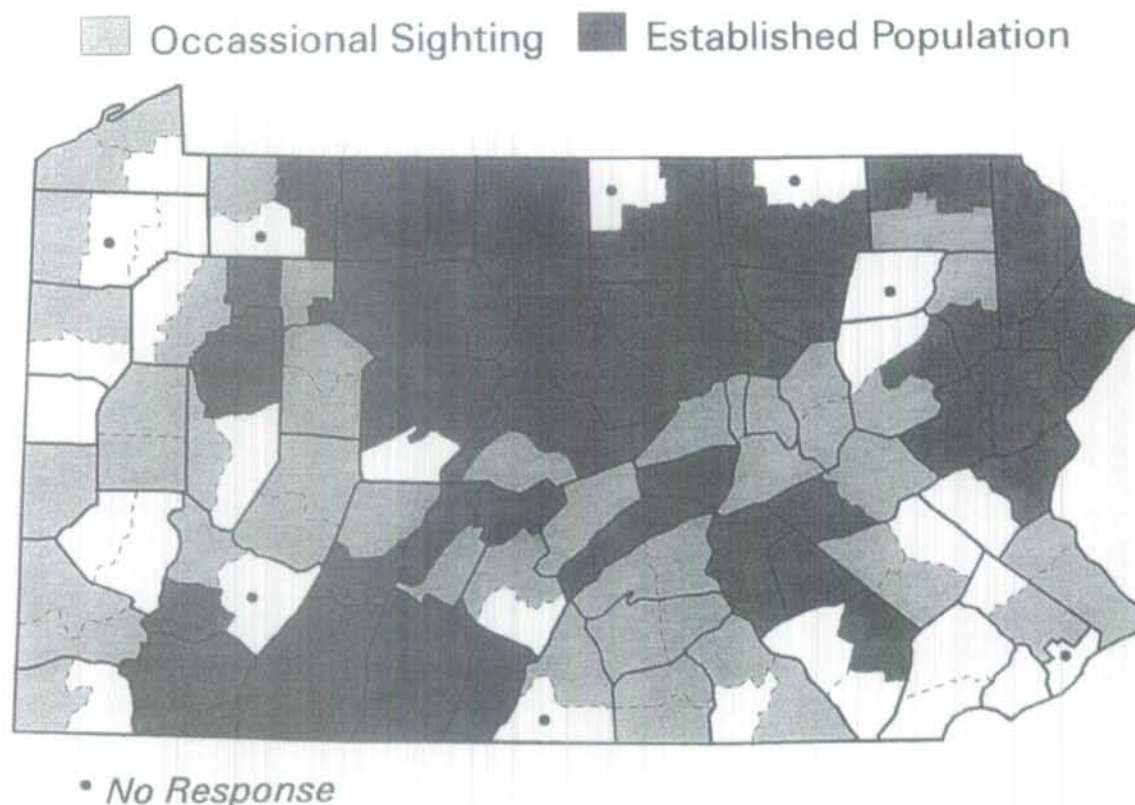 Occassional Sighting Established Population
• No Response